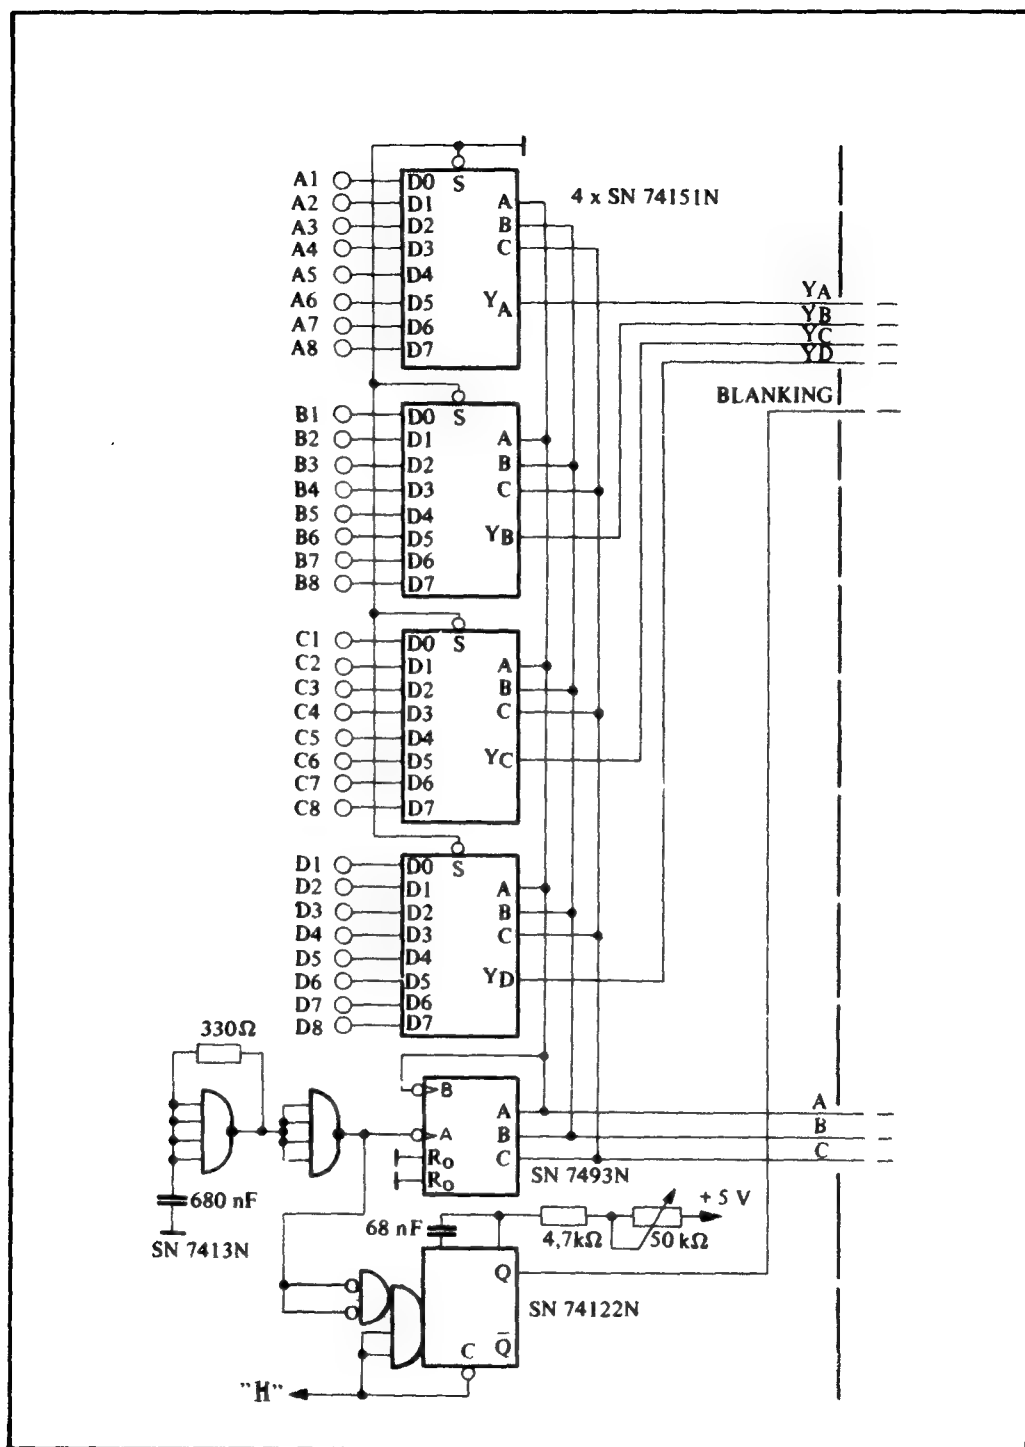 S
A1 D0 A 4 x SN 74151N
A2 D1 B
A3 D2 C
A4 D3
A5 D4
A6 D5 YA YA
A7 D6 YB
A8 D7 YC
YD
BLANKING
S
B1 D0
B2 D1 A
B3 D2 B
B4 D3 C
B5 D4
B6 D5 YB
B7 D6
B8 D7
S
C1 D0
C2 D1 A
C3 D2 B
C4 D3 C
C5 D4
C6 D5 YC
C7 D6
C8 D7
S
D1 D0
D2 D1 A
D3 D2 B
D4 D3 C
D5 D4
D6 D5 YD
D7 D6
D8 D7
330Ω
B
A A
A B B
R0 C C
R0 SN 7493N
680 nF
SN 7413N
68 nF 4,7kΩ 50 kΩ + 5 V
Q
SN 74122N
C Q̅
"H"